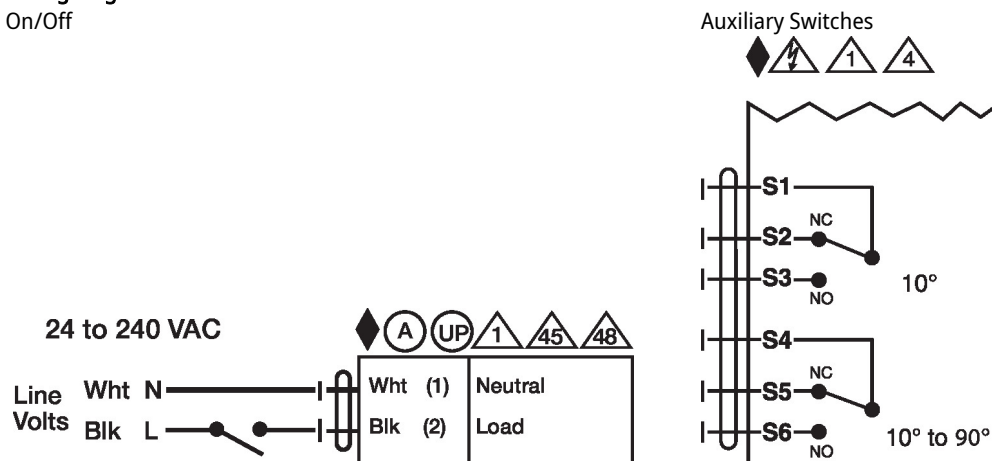 On/Off
Auxiliary Switches
1 4
S1
NC
S2
S3
10°
NO
S4
NC
S5
S6
10° to 90°
NO
24 to 240 VAC
A UP 1 45 48
Line Volts
Wht N
Wht (1) Neutral
Blk L
Blk (2) Load